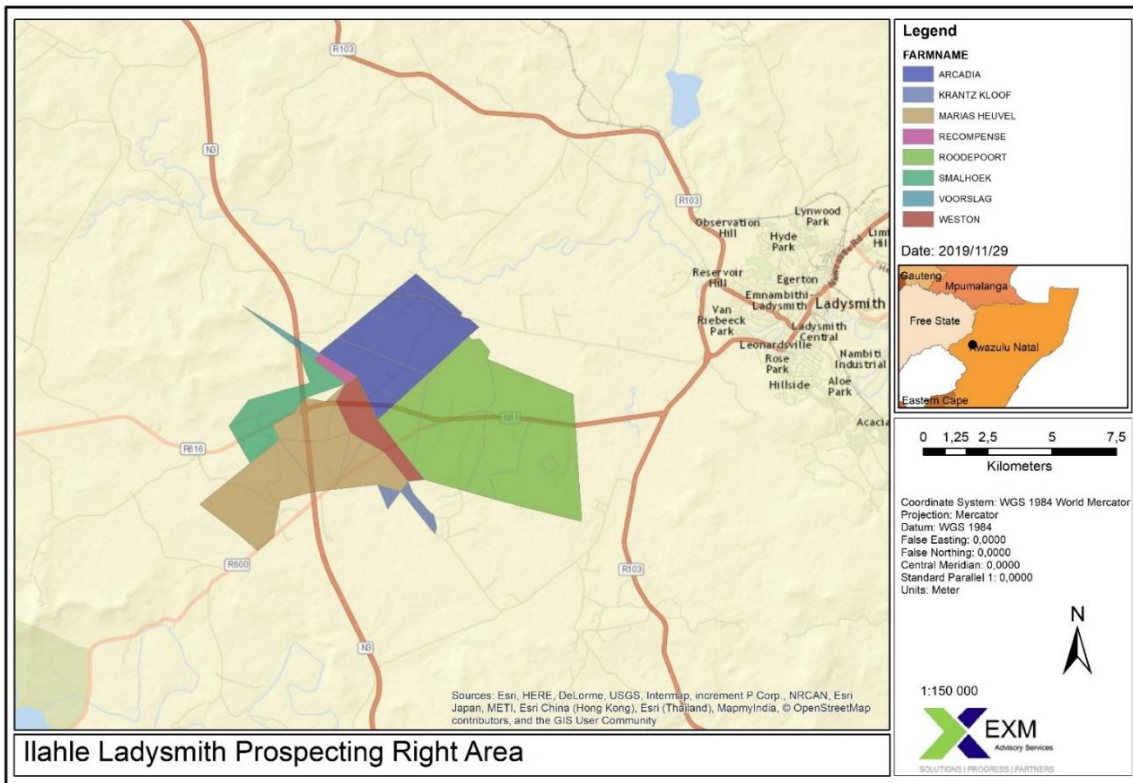 R103
N3
R103
Observation
Hill
Lynwood
Park
Hyde
Park
Newcastle Rd
Reservoir
Hill
Egerton
Emnambithi-
Ladysmith
Ladysmith
Van
Riebeeck
Park
Ladysmith
Central
Leonardsville
Rose
Park
Nambiti
Industrial
Hillside
Aloe
Park
Acacia
N11
R616
R600
R103
N3
Sources: Esri, HERE, DeLorme, USGS, Intermap, increment P Corp., NRCAN, Esri
Japan, METI, Esri China (Hong Kong), Esri (Thailand), MapmyIndia, © OpenStreetMap
contributors, and the GIS User Community
Ilahle Ladysmith Prospecting Right Area
Legend
FARMNAME
ARCADIA
KRANTZ KLOOF
MARIAS HEUVEL
RECOMPENSE
ROODEPOORT
SMALHOEK
VOORSLAG
WESTON
Date: 2019/11/29
Gauteng
Mpumalanga
Free State
Kwazulu Natal
Eastern Cape
0 1,25 2,5 5 7,5
Kilometers
Coordinate System: WGS 1984 World Mercator
Projection: Mercator
Datum: WGS 1984
False Easting: 0,0000
False Northing: 0,0000
Central Meridian: 0,0000
Standard Parallel 1: 0,0000
Units: Meter
N
1:150 000
EXM
Advisory Services
SOLUTIONS | PROGRESS | PARTNERS